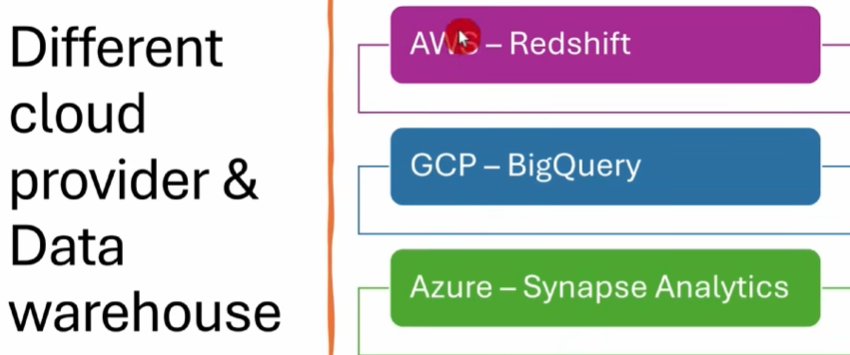 Different
cloud
provider &
Data
warehouse
AWS – Redshift
GCP – BigQuery
Azure – Synapse Analytics